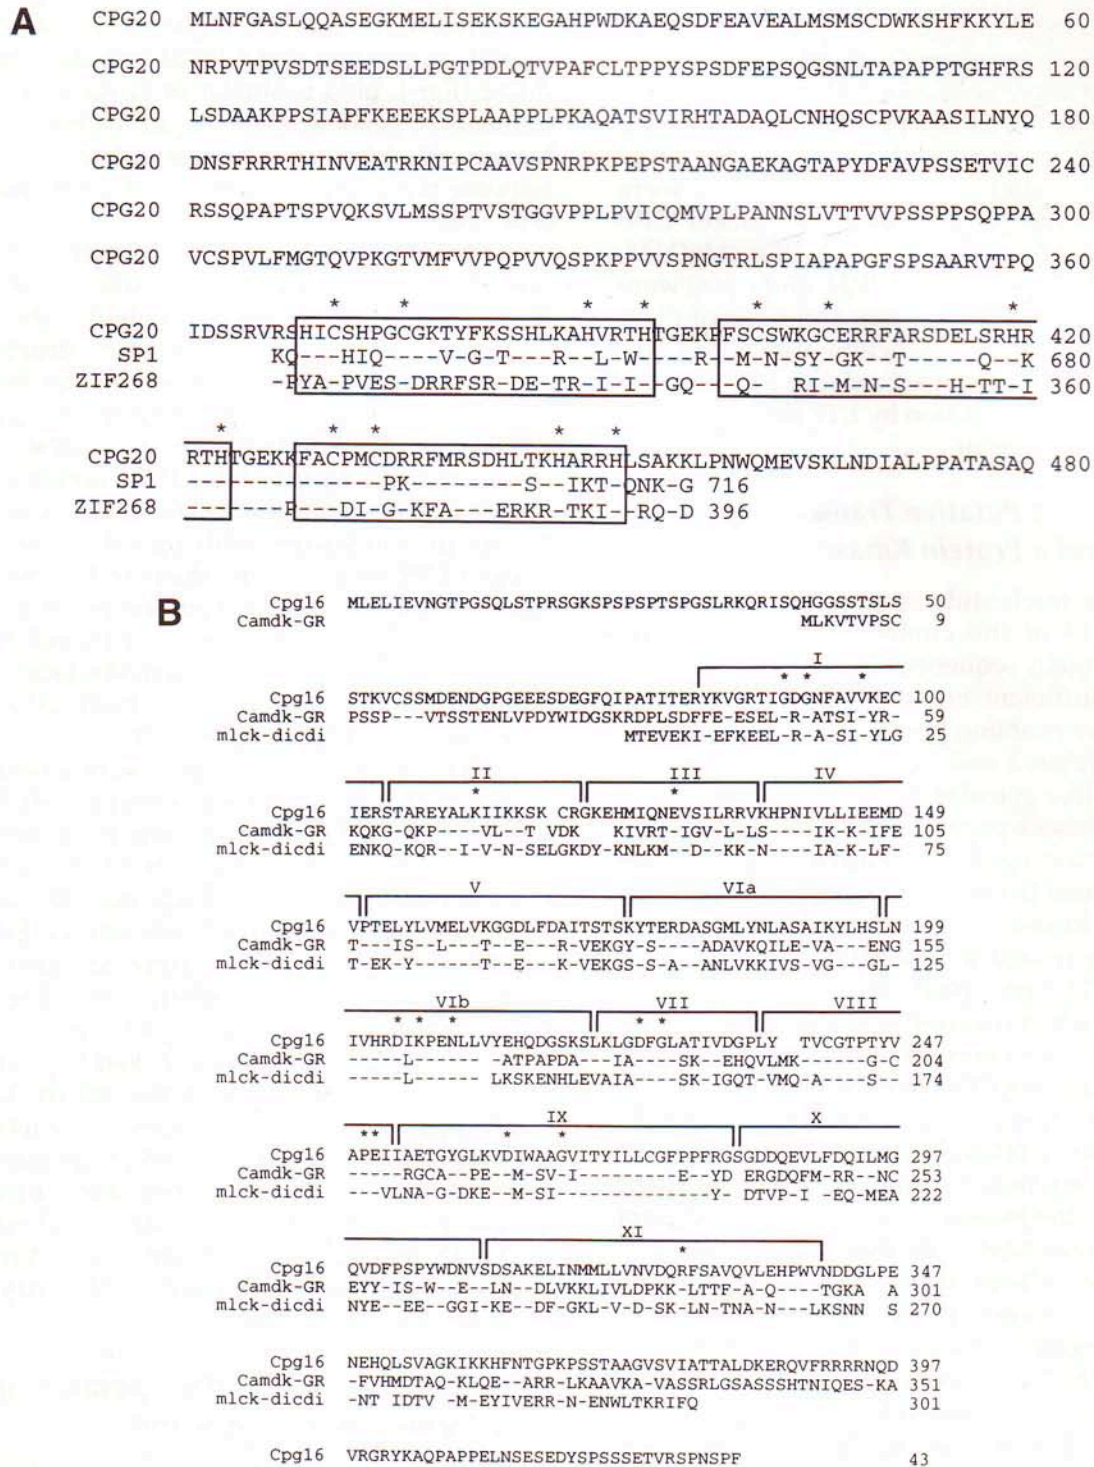 A
CPG20 MLNFGASLQQASEGKMELISEKSKEGAHPWDKAEQSDFEAVEALMSMSCDWKSHFKKYLE 60
CPG20 NRPVTPVSDTSEEDSLLPGTPDLQTVPAFCLTPPYSPSDFEPSQGSNLTAPAPPTGHFRS 120
CPG20 LSDAAKPPSIAPFKEEEKSPLAAPPLPKAQATSVIRHTADAQLCNHQSCPVKAASILNYQ 180
CPG20 DNSFRRRTHINVEATRKNIPCAAVSPNRPKPEPSTAANGAEKAGTAPYDFAVPSSETVIC 240
CPG20 RSSQPAPTSPVQKSVLMSSPTVSTGGVPPLPVICQMVPLPANNSLVTTVVPSSPPSQPPA 300
CPG20 VCSPVLFMGTQVPKGTVMFVVPQPVVQSPKPPVVSPNGTRLSPIAPAPGFSPSAARVTPQ 360
* * * * * * *
CPG20 IDSSRVRSHICSHPGCGKTYFKSSHLKAHVRTHTGEKPFSCSWKGCERRFARSDELSRHR 420
SP1 KQ---HIQ----V-G-T---R--L-W----R--M-N-SY-GK--T------Q--K 680
ZIF268 -PYA-PVES-DRRFSR-DE-TR-I-I--GQ--Q- RI-M-N-S---H-TT-I 360
* * * * *
CPG20 RTHTGEKKFACPMCDRRFMRSDHLTKHARRHLSAKKLPNWQMEVSKLNDIALPPATASAQ 480
SP1 --------------PK--------S--IKT-QNK-G 716
ZIF268 -------P---DI-G-KFA---ERKR-TKI--RQ-D 396
B
Cpg16 MLELIEVNGTPGSQLSTPRSGKSPSPSPTSPGSLRKQRISQHGGSSTSLS 50
Camdk-GR MLKVTVPSC 9
I
* * *
Cpg16 STKVCSSMDENDGPGEEESDEGFQIPATITERYKVGRTIGDGNFAVVKEC 100
Camdk-GR PSSP---VTSSTENLVPDYWIDGSKRDPLSDFFE-ESEL-R-ATSI-YR- 59
mlck-dicdi MTEVEKI-EFKEEL-R-A-SI-YLG 25
II III IV
* *
Cpg16 IERSTAREYALKIIKKSK CRGKEHMIQNEVSILRRVKHPNIVLLIEEMD 149
Camdk-GR KQKG-QKP----VL--T VDK KIVRT-IGV-L-LS----IK-K-IFE 105
mlck-dicdi ENKQ-KQR--I-V-N-SELGKDY-KNLKM--D--KK-N----IA-K-LF- 75
V VIa
Cpg16 VPTELYLVMELVKGGDLFDAITSTSKYTERDASGMLYNLASAIKYLHSLN 199
Camdk-GR T---IS--L--T--E---R--VEKGY-S---ADAVKQILE-VA---ENG 155
mlck-dicdi T-EK-Y-----T--E--K-VEKGS-S-A--ANLVKKIVS-VG---GL- 125
VIb VII VIII
* * * * *
Cpg16 IVHRDIKPENLLVYEHQDGSKSLKLGDFGLATIVDGPLY TVCGTPTYV 247
Camdk-GR -----L--------ATPAPDA---IA----SK--EHQVLMK-----G-C 204
mlck-dicdi -----L------ LKSKENHLEVAIA----SK-IGQT-VMQ-A----S-- 174
IX X
** * *
Cpg16 APEIIAETGYGLKVDIWAAGVITYILLCGFPPFRGSGDDQEVLFDQILMG 297
Camdk-GR -----RGCA--PE--M-SV-I---------E--YD ERGDQFM-RR--NC 253
mlck-dicdi ---VLNA-G-DKE--M-SI--------------Y- DTVP-I -EQ-MEA 222
XI
*
Cpg16 QVDFPSPYWDNVSDSAKELINMMLLVNVDQRFSAVQVLEHPWVNDDGLPE 347
Camdk-GR EYY-IS-W--E--LN--DLVKKLIVLDPKK-LTTF-A-Q----TGKA A 301
mlck-dicdi NYE--EE--GGI-KE--DF-GKL-V-D-SK-LN-TNA-N---LKSNN S 270
Cpg16 NEHQLSVAGKIKKHFNTGPKPSSTAAGVSVIATTALDKERQVFRRRRNQD 397
Camdk-GR -FVHMDTAQ-KLQE--ARR-LKAAVKA-VASSRLGSASSSHTNIQES-KA 351
mlck-dicdi -NT IDTV -M-EYIVERR-N-ENWLTKRIFQ 301
Cpg16 VRGRYKAQPAPPELNSESEDYSPSSSETVRSPNSPF 43